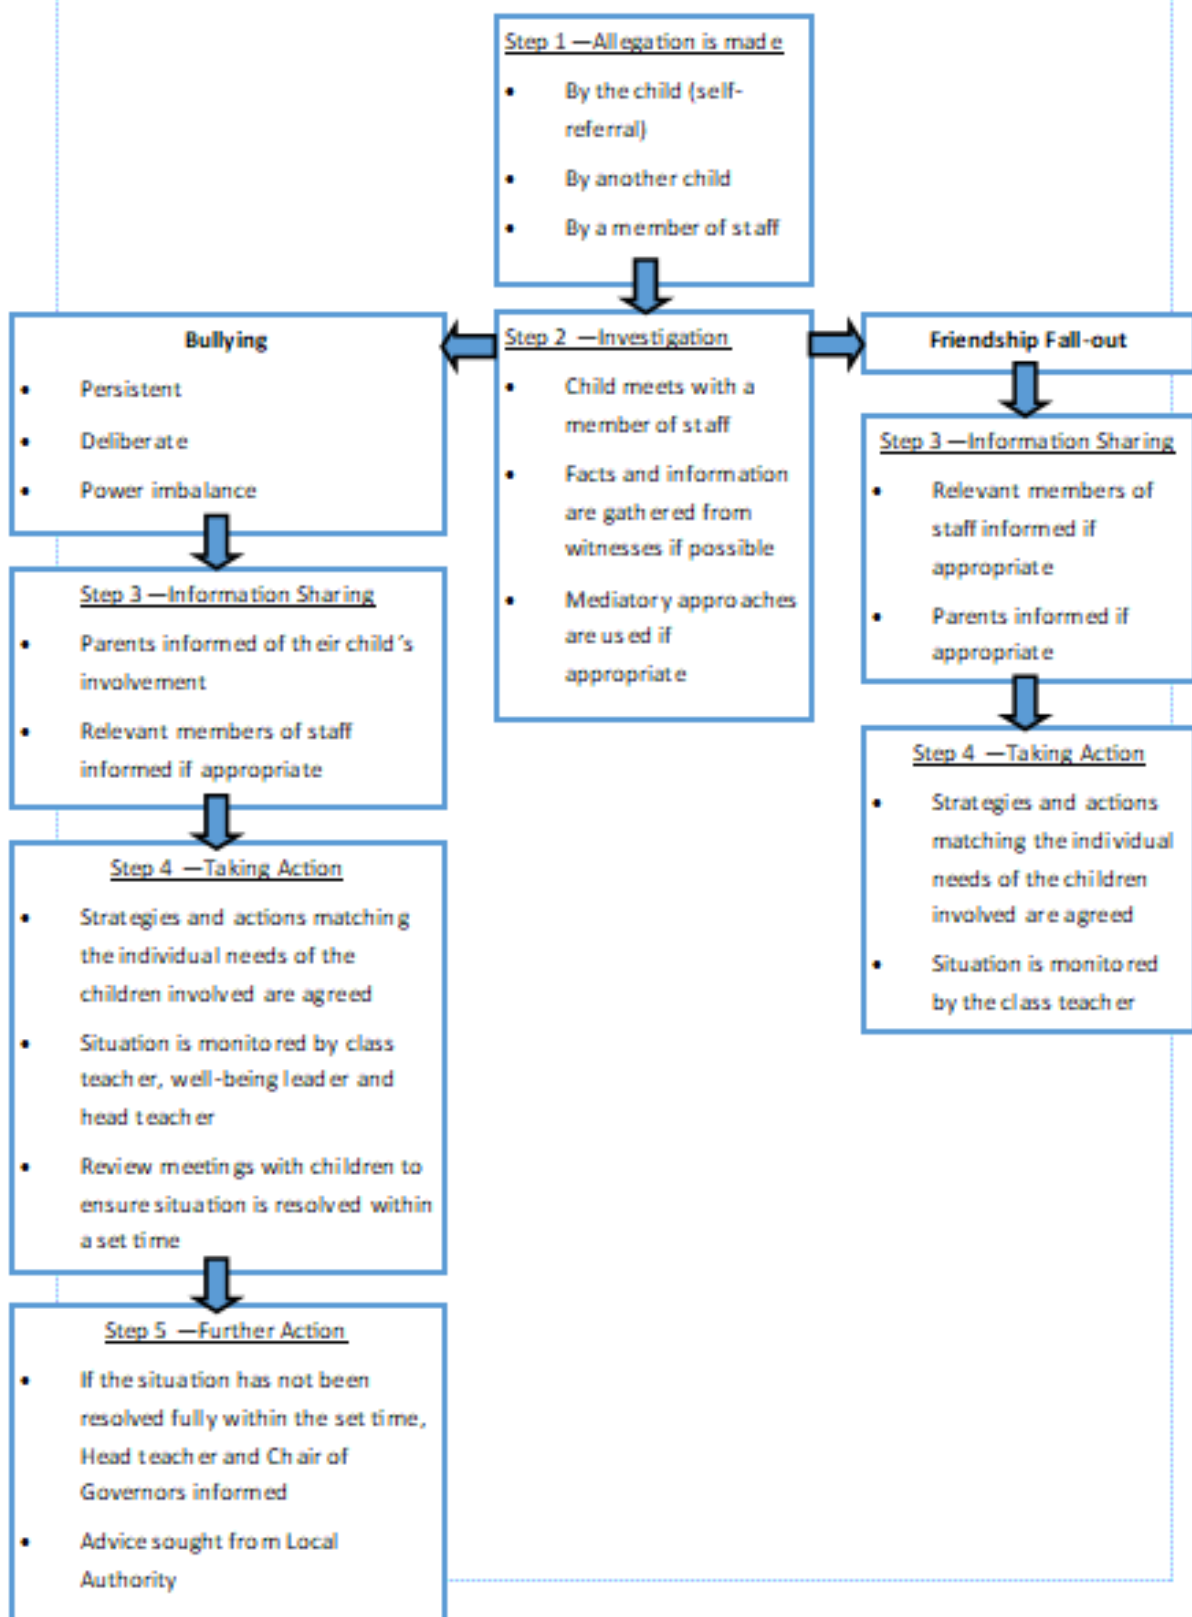 Step 1 —Allegation is made
• By the child (self-
referral)
• By another child
• By a member of staff
Step 2 —Investigation
• Child meets with a
member of staff
• Facts and information
are gathered from
witnesses if possible
• Mediatory approaches
are used if
appropriate
Bullying
• Persistent
• Deliberate
• Power imbalance
Step 3 —Information Sharing
• Parents informed of their child's
involvement
• Relevant members of staff
informed if appropriate
Step 4 —Taking Action
• Strategies and actions matching
the individual needs of the
children involved are agreed
• Situation is monitored by class
teacher, well-being leader and
head teacher
• Review meetings with children to
ensure situation is resolved within
a set time
Step 5 —Further Action
• If the situation has not been
resolved fully within the set time,
Head teacher and Chair of
Governors informed
• Advice sought from Local
Authority
Friendship Fall-out
Step 3 —Information Sharing
• Relevant members of
staff informed if
appropriate
• Parents informed if
appropriate
Step 4 —Taking Action
• Strategies and actions
matching the individual
needs of the children
involved are agreed
• Situation is monitored
by the class teacher